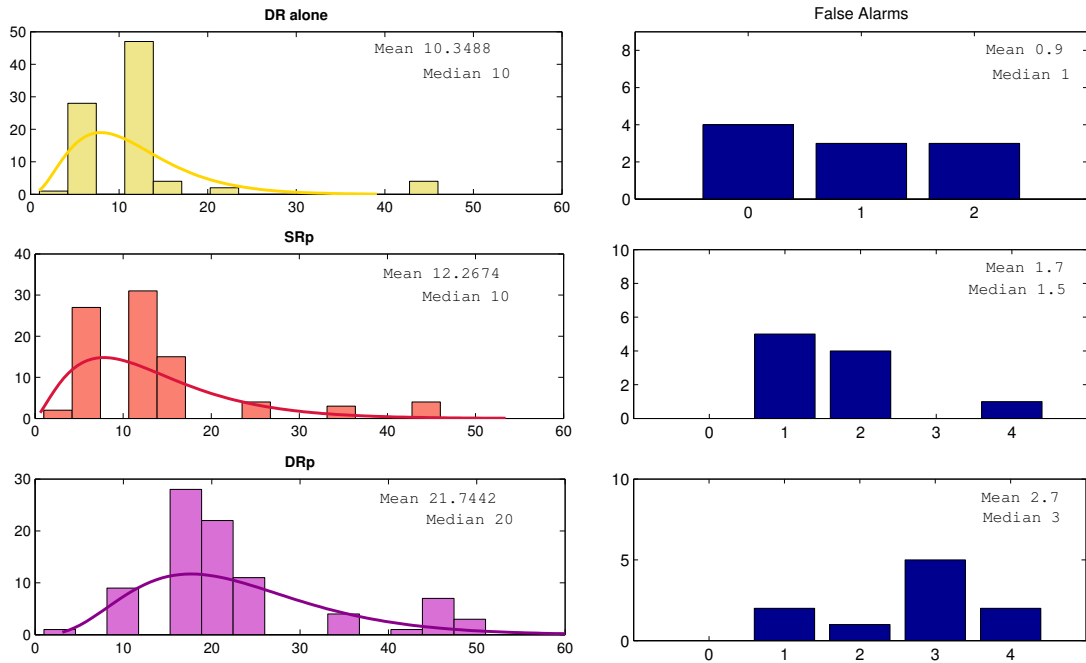 DR alone
50
40
30
20
10
0
Mean 10.3488
Median 10
0 10 20 30 40 50 60
False Alarms
8
6
4
2
0
Mean 0.9
Median 1
0 1 2
SRp
40
30
20
10
0
Mean 12.2674
Median 10
0 10 20 30 40 50 60
10
8
6
4
2
0
Mean 1.7
Median 1.5
0 1 2 3 4
DRp
30
20
10
0
Mean 21.7442
Median 20
0 10 20 30 40 50 60
10
5
0
Mean 2.7
Median 3
0 1 2 3 4